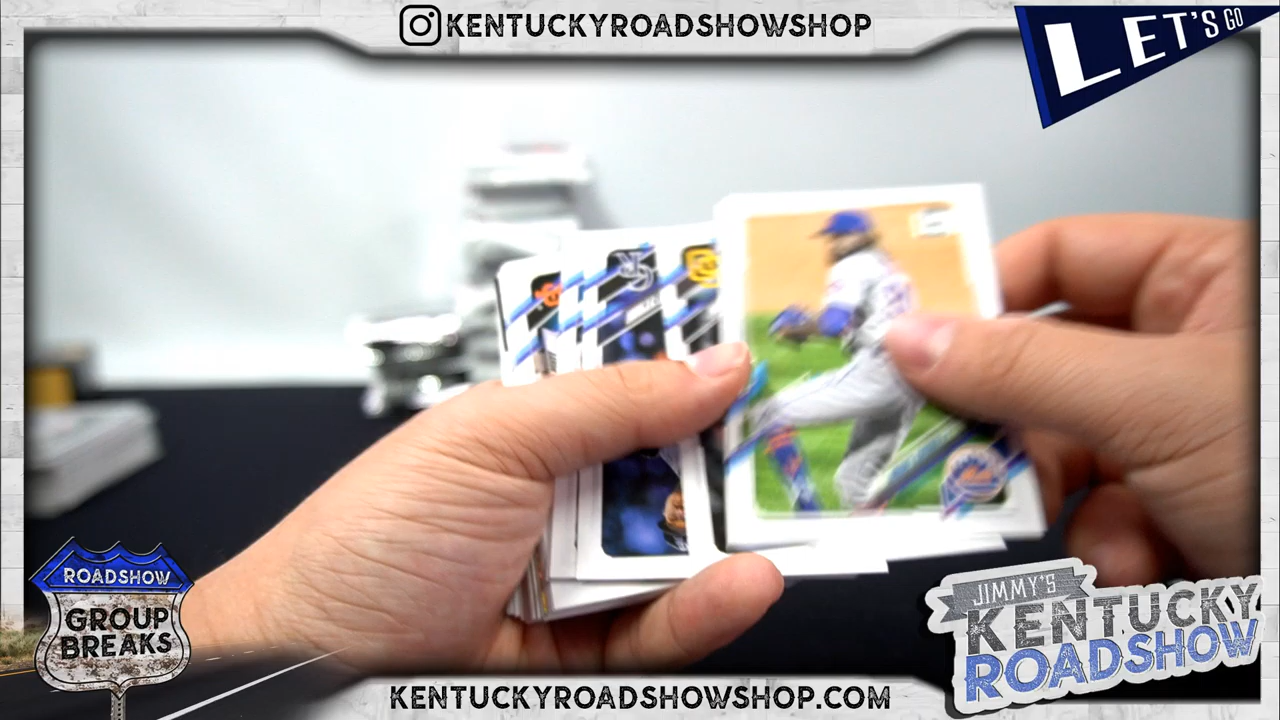 KENTUCKYROADSHOWSHOP
LET'S GO
ROADSHOW
GROUP
BREAKS
JIMMY'S
KENTUCKY
ROADSHOW
KENTUCKYROADSHOWSHOP.COM